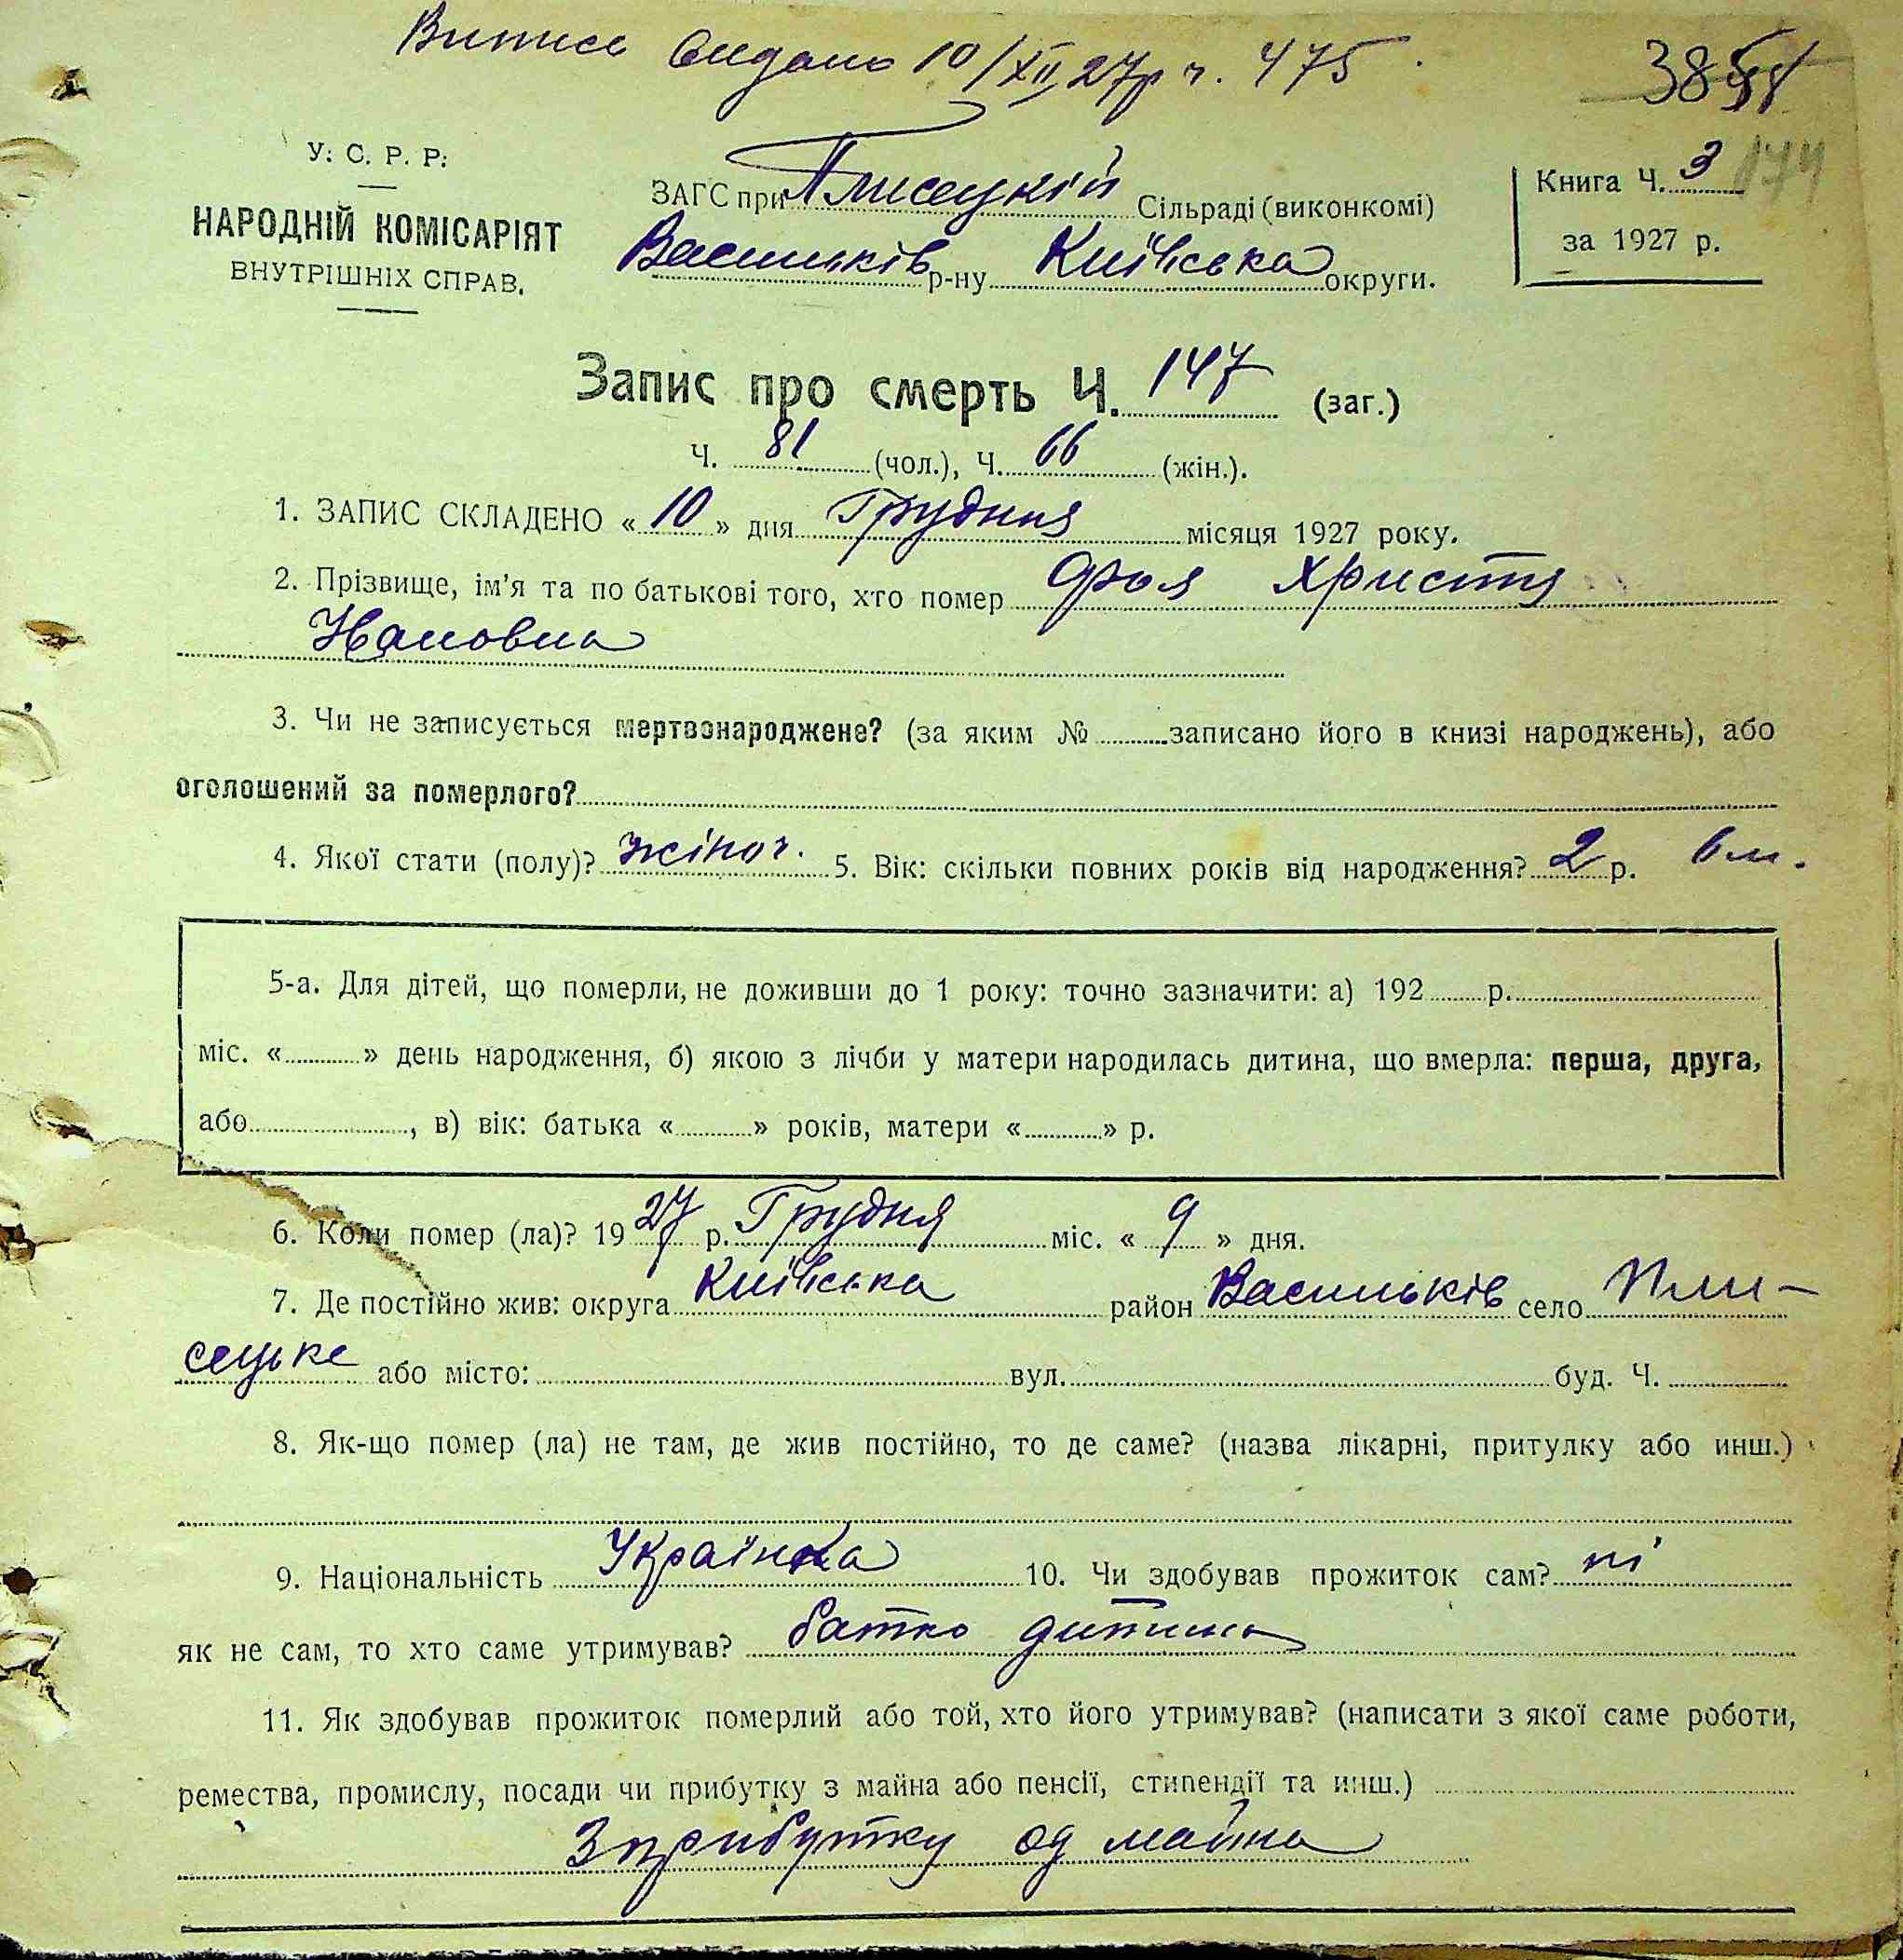 Витис видано 10/XII 27р ч. 475
385
У. С. Р. Р.
НАРОДНІЙ КОМІСАРІЯТ
ВНУТРІШНІХ СПРАВ.
ЗАГС при Плисецкій Сільраді (виконкомі)
Васильків р-ну Київська округи.
Книга Ч. 3 174
за 1927 р.
Запис про смерть Ч. 147 (заг.)
Ч. 81 (чол.), Ч. 66 (жін.).
1. ЗАПИС СКЛАДЕНО « 10 » дня Грудня місяця 1927 року.
2. Прізвище, ім'я та по батькові того, хто помер Христя
3. Чи не записується мертвонароджене? (за яким № записано його в книзі народжень), або
оголошений за померлого?
4. Якої стати (полу)? жіноч. 5. Вік: скільки повних років від народження? 2 р. 6 м.
5-а. Для дітей, що померли, не доживши до 1 року: точно зазначити: а) 192 р.
міс. « » день народження, б) якою з лічби у матери народилась дитина, що вмерла: перша, друга,
або , в) вік: батька « » років, матери « » р.
6. Коли помер (ла)? 1927 р. Грудня міс. « 9 » дня.
7. Де постійно жив: округа Київська район Васильків село Пли-
сецьке або місто: вул. буд. Ч.
8. Як-що помер (ла) не там, де жив постійно, то де саме? (назва лікарні, притулку або инш.)
9. Національність Українка 10. Чи здобував прожиток сам? ні
як не сам, то хто саме утримував? батко дитини
11. Як здобував прожиток померлий або той, хто його утримував? (написати з якої саме роботи,
ремества, промислу, посади чи прибутку з майна або пенсії, стипендії та инш.)
З прибутку од майна